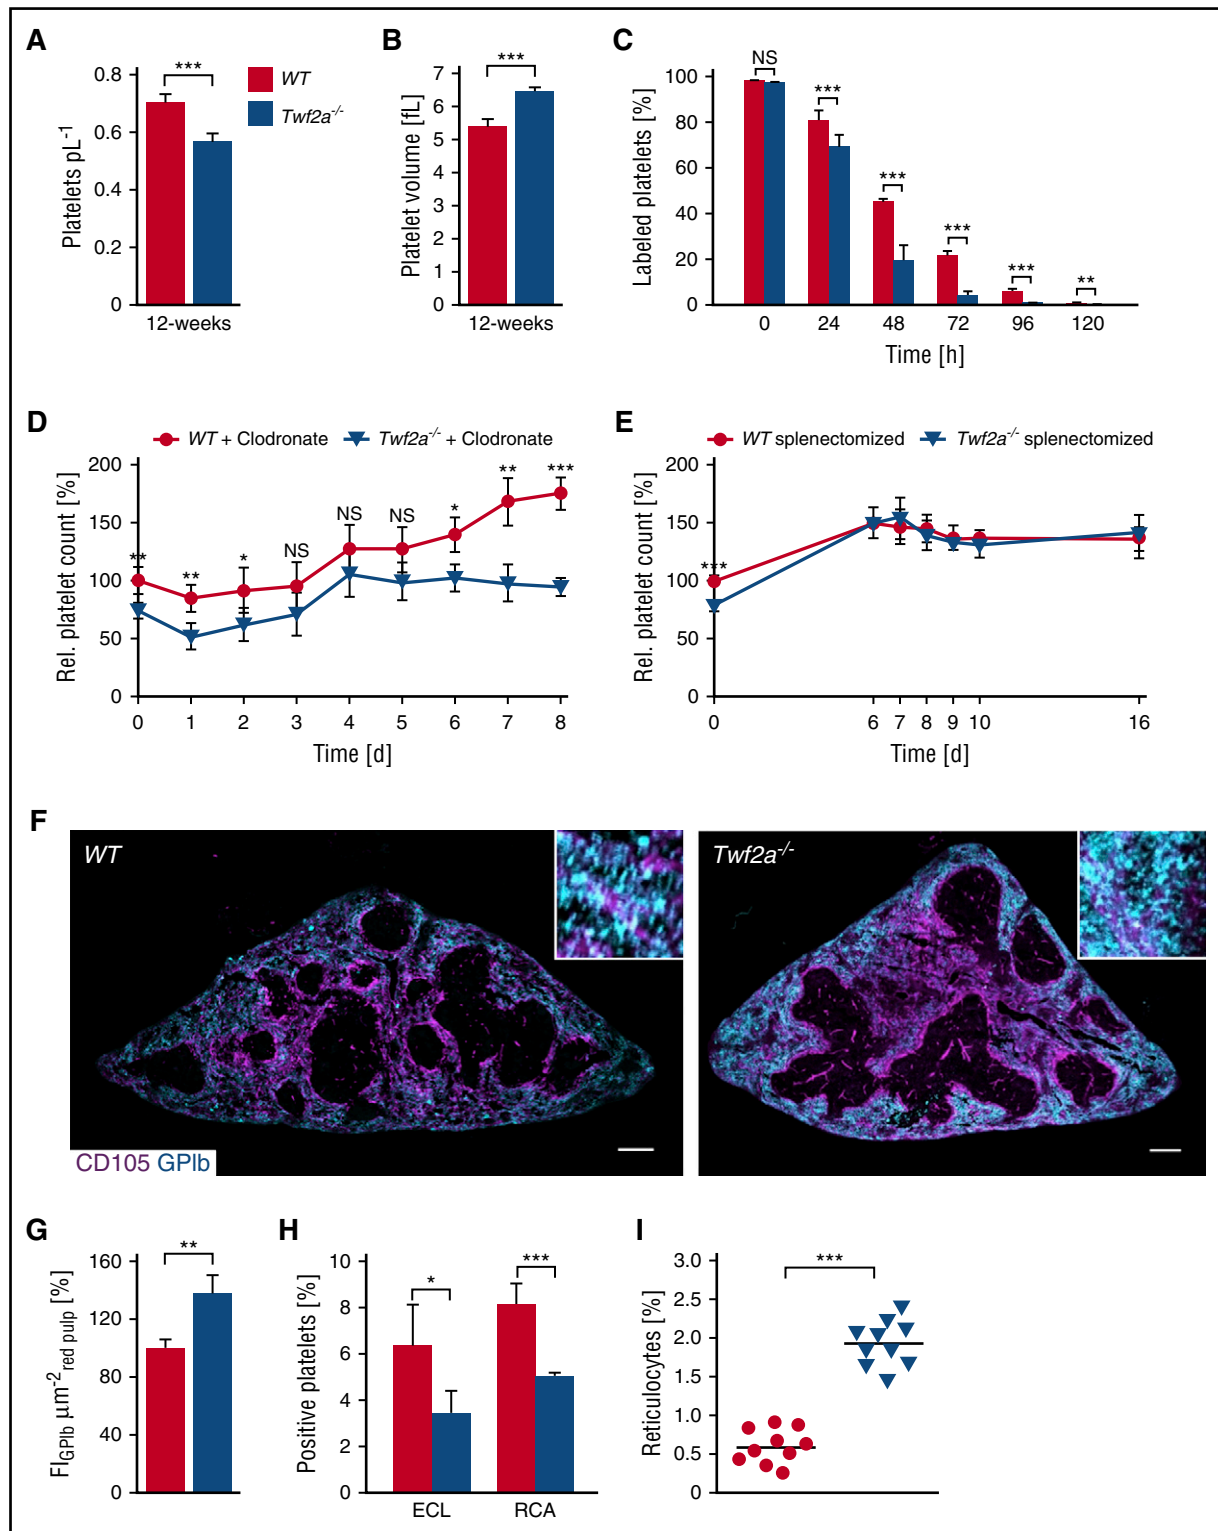 A
Platelets pL-1
0.8
0.6
0.4
0.2
0
***
12-weeks
WT
Twf2a-/-
B
Platelet volume [fL]
7
6
5
4
3
2
1
0
***
12-weeks
C
Labeled platelets [%]
100
80
60
40
20
0
NS
***
***
***
***
**
0 24 48 72 96 120
Time [h]
D
WT + Clodronate Twf2a-/- + Clodronate
Rel. platelet count [%]
200
150
100
50
0
** ** * NS NS NS * ** ***
0 1 2 3 4 5 6 7 8
Time [d]
E
WT splenectomized Twf2a-/- splenectomized
Rel. platelet count [%]
200
150
100
50
0
***
0 6 7 8 9 10 16
Time [d]
F
WT
Twf2a-/-
CD105 GPIb
G
FIGPIb μm-2red pulp [%]
160
120
80
40
0
**
H
Positive platelets [%]
10
8
6
4
2
0
*
***
ECL RCA
I
Reticulocytes [%]
3.0
2.5
2.0
1.5
1.0
0.5
0
***